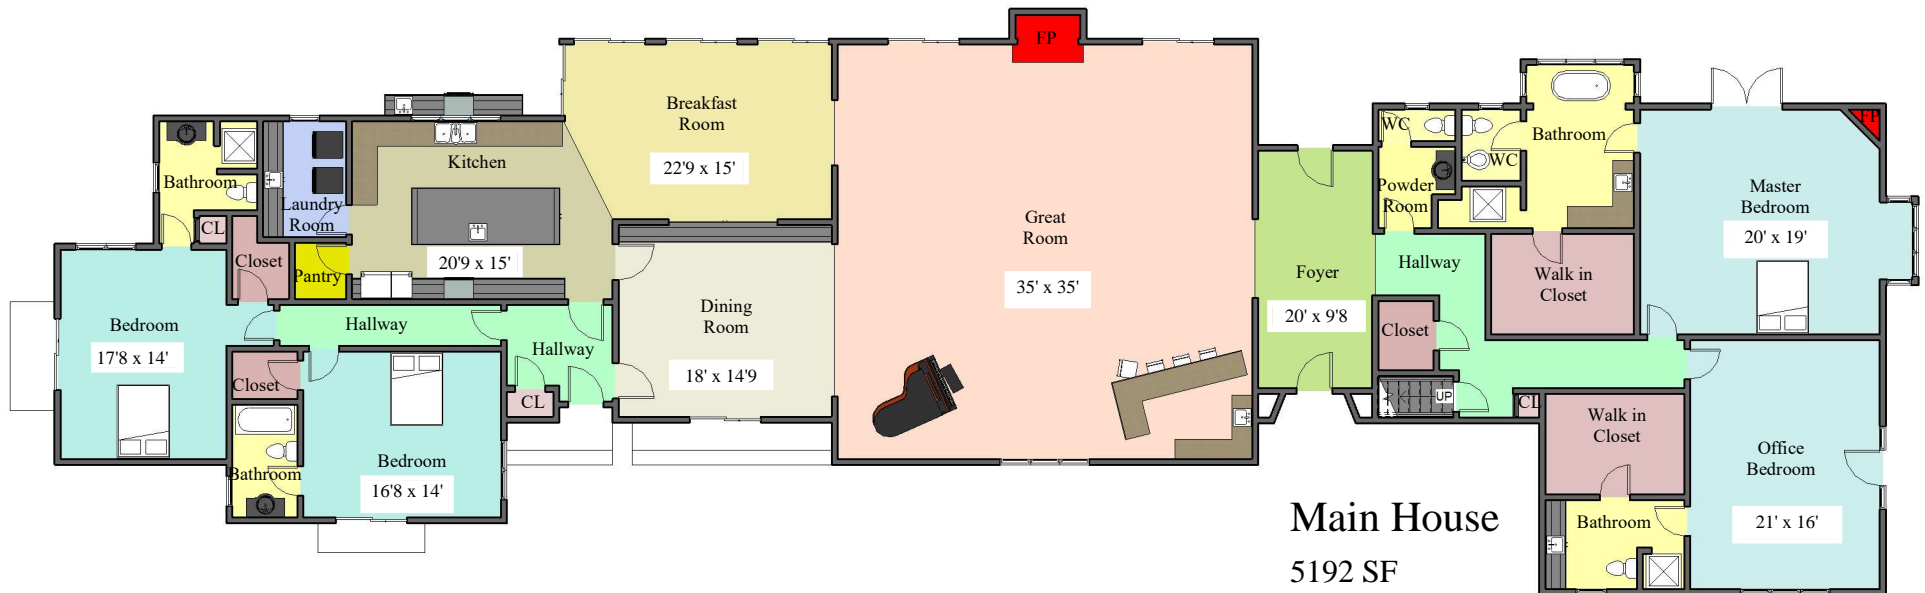 FP
Breakfast
Room
22'9 x 15'
Kitchen
20'9 x 15'
Bathroom
Laundry
Room
CL
Closet
Pantry
Bedroom
17'8 x 14'
Hallway
Hallway
Closet
CL
Bathroom
Bedroom
16'8 x 14'
Dining
Room
18' x 14'9
Great
Room
35' x 35'
Foyer
20' x 9'8
WC
WC
Powder
Room
Bathroom
FP
Master
Bedroom
20' x 19'
Hallway
Walk in
Closet
Closet
UP
CL
Walk in
Closet
Office
Bedroom
21' x 16'
Bathroom
Main House
5192 SF